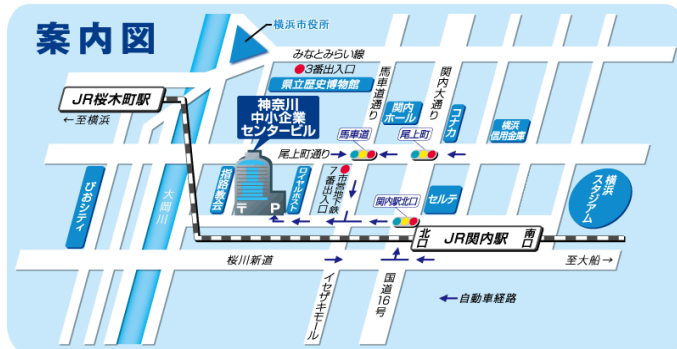 案内図
横浜市役所
みなとみらい線
3番出入口
県立歴史博物館
馬車道通り
関内大通り
JR桜木町駅
←至横浜
神奈川
中小企業
センタービル
関内
ホール
コナカ
横浜
信用金庫
馬車道
尾上町
尾上町通り
ぴおシティ
大岡川
指路教会
〒
P
ロイヤルホスト
市営地下鉄
7番出入口
関内駅北口
セルテ
横浜
スタジアム
北口
JR関内駅
南口
桜川新道
イセザキモール
国道16号
至大船→
自動車経路